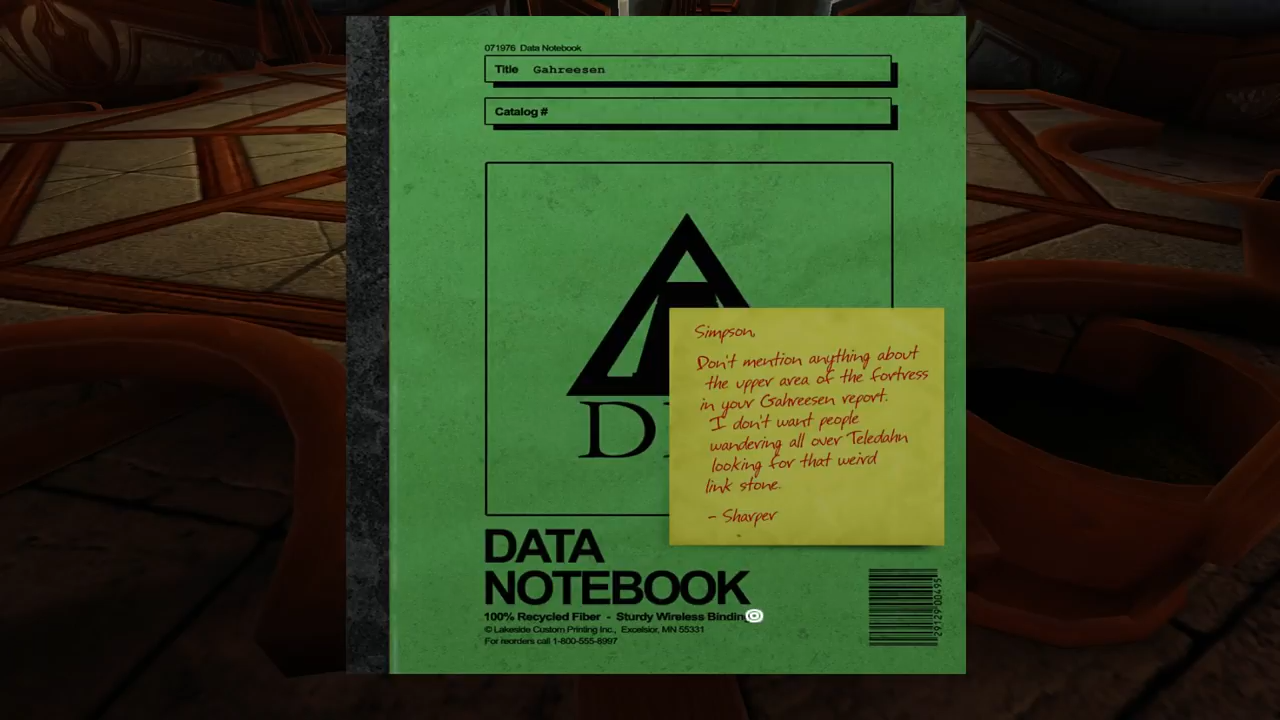 071976 Data Notebook
Title Gahreesen
Catalog #
Simpson,
Don't mention anything about
the upper area of the fortress
in your Gahreesen report.
I don't want people
wandering all over Teledahn
looking for that weird
link stone.
- Sharper
D
DATA
NOTEBOOK
100% Recycled Fiber - Sturdy Wireless Binding
© Lakeside Custom Printing Inc., Excelsior, MN 55331
For reorders call 1-800-555-8997
29129"00495